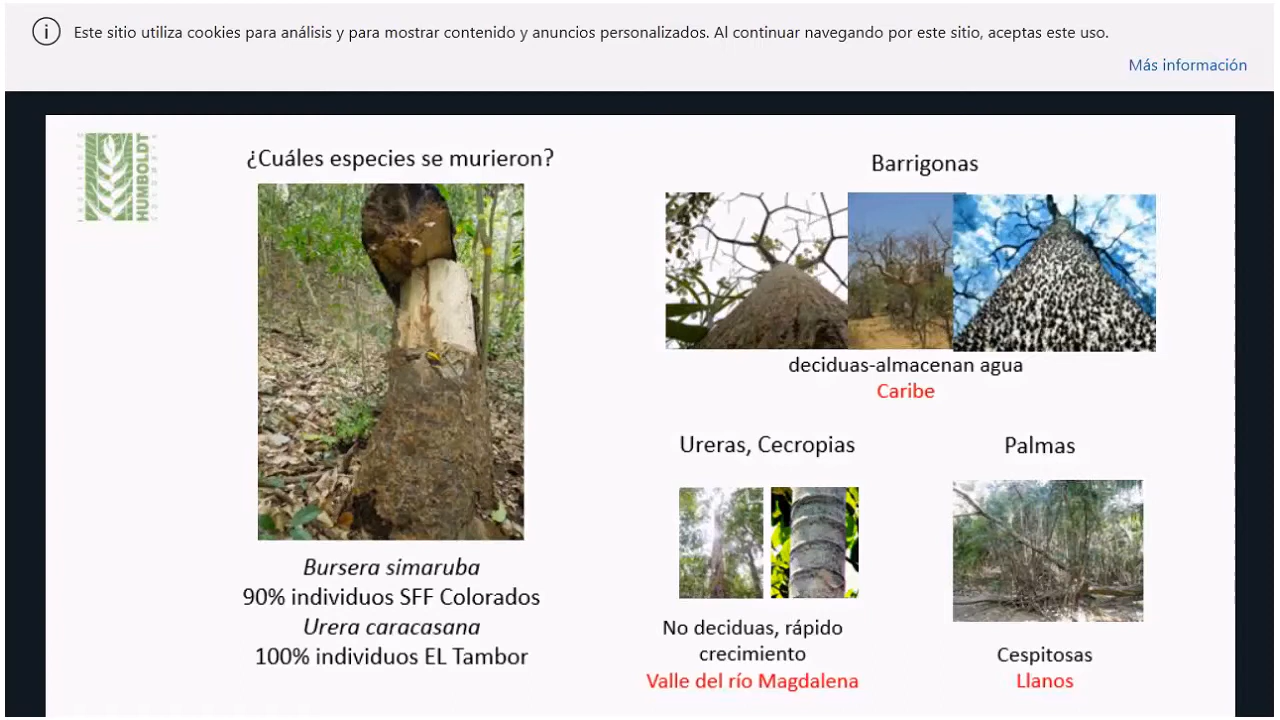 Este sitio utiliza cookies para análisis y para mostrar contenido y anuncios personalizados. Al continuar navegando por este sitio, aceptas este uso.
Más información
HUMBOLDT
¿Cuáles especies se murieron?
Bursera simaruba
90% individuos SFF Colorados
Urera caracasana
100% individuos EL Tambor
Barrigonas
deciduas-almacenan agua
Caribe
Ureras, Cecropias
No deciduas, rápido
crecimiento
Valle del río Magdalena
Palmas
Cespitosas
Llanos